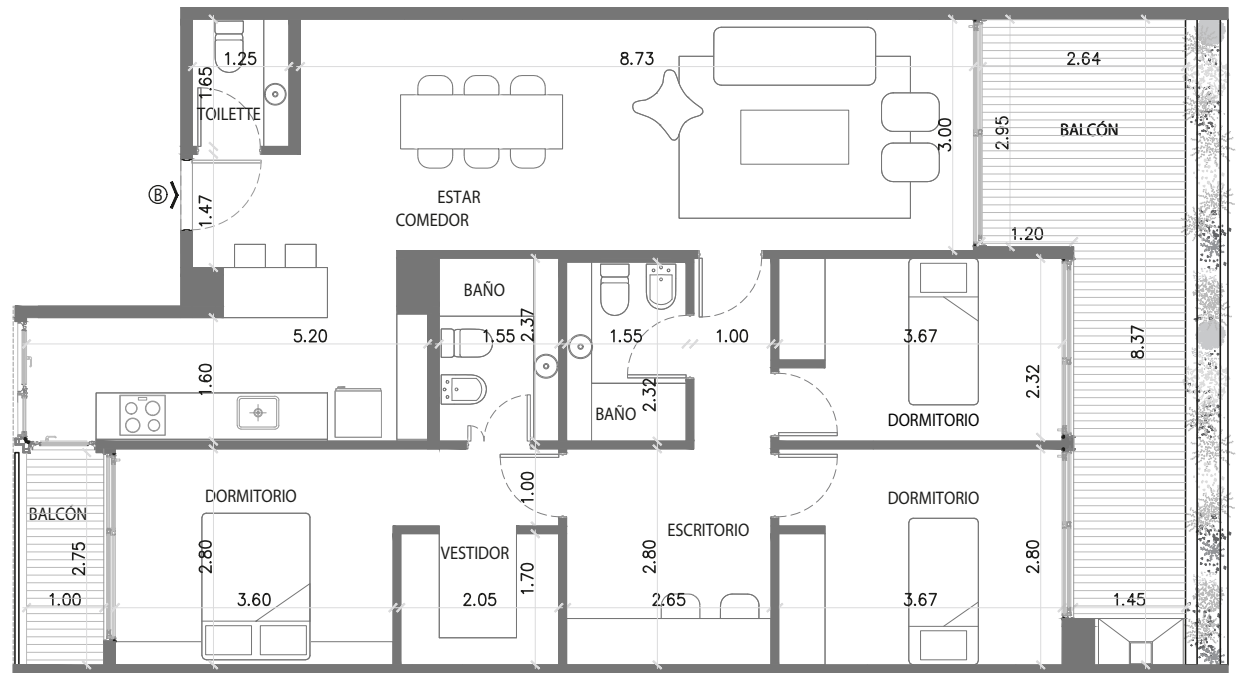 1.25
8.73
2.64
1.65
TOILETTE
2.95
3.00
BALCÓN
B
1.47
ESTAR
COMEDOR
1.20
BAÑO
5.20
1.55
2.37
1.55
1.00
3.67
8.37
1.60
2.32
2.32
BAÑO
DORMITORIO
DORMITORIO
BALCÓN
1.00
DORMITORIO
ESCRITORIO
VESTIDOR
2.75
2.80
1.70
2.80
2.80
1.00
3.60
2.05
2.65
3.67
1.45